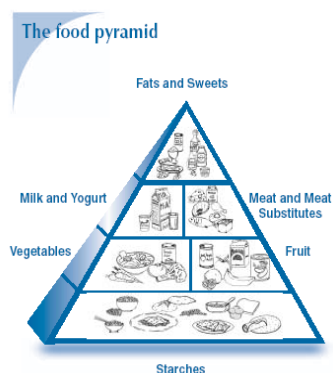 The food pyramid
Fats and Sweets
Milk and Yogurt
Meat and Meat
Substitutes
Vegetables
Fruit
Starches